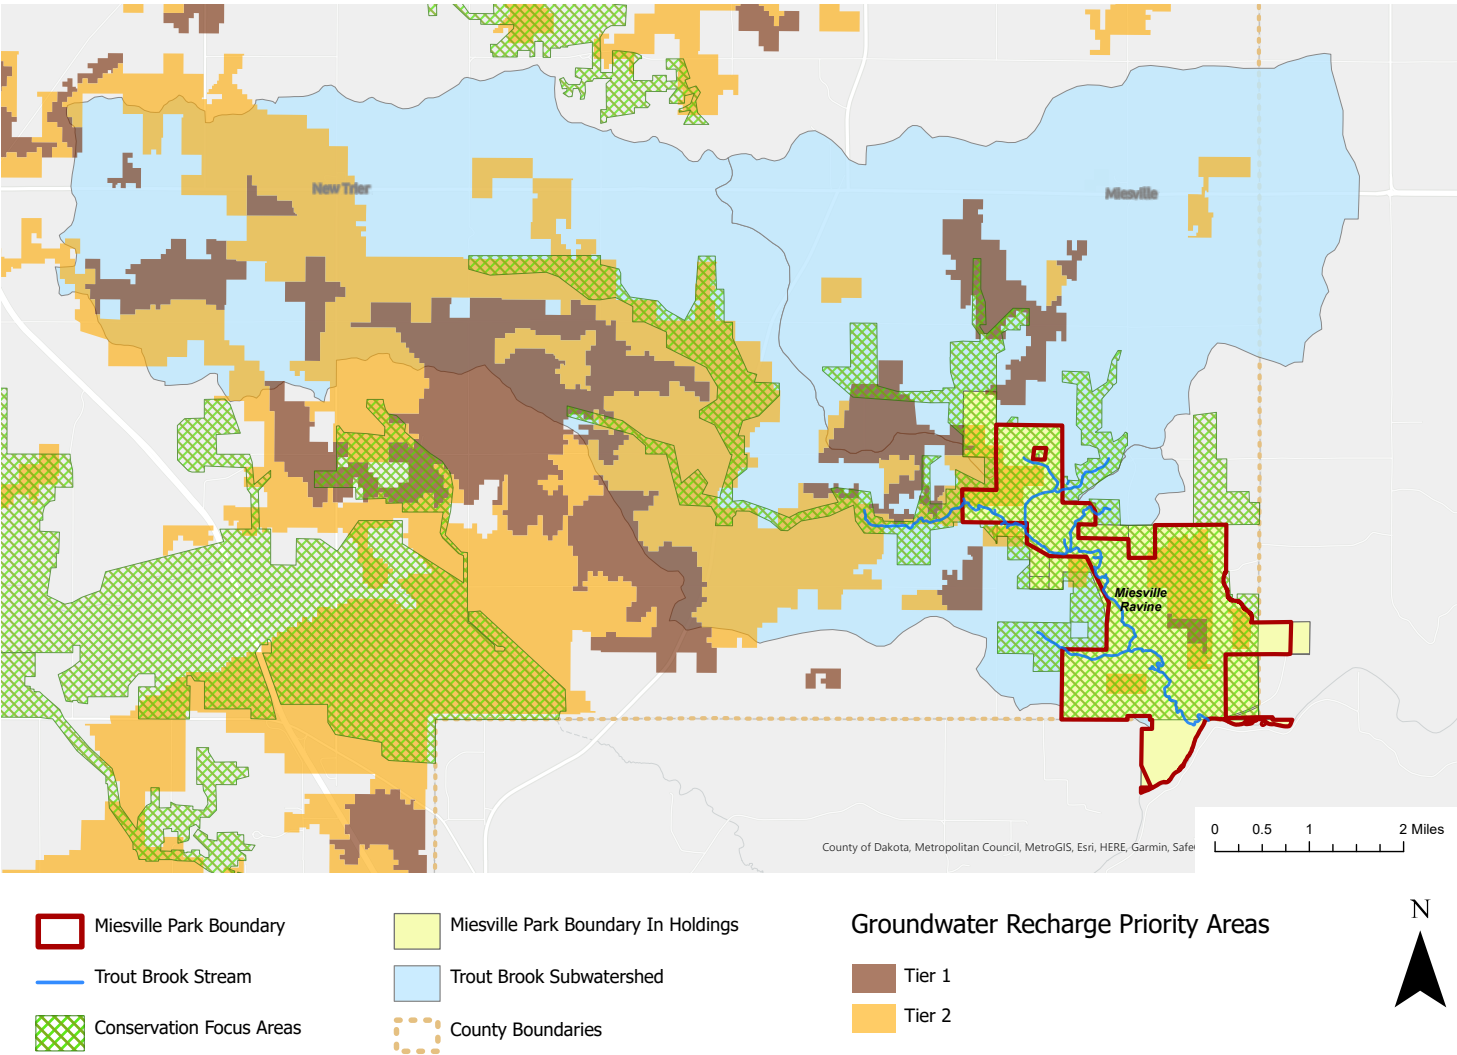 New Trier
Miesville
Miesville
Ravine
0 0.5 1 2 Miles
County of Dakota, Metropolitan Council, MetroGIS, Esri, HERE, Garmin,
Miesville Park Boundary
Trout Brook Stream
Conservation Focus Areas
Miesville Park Boundary In Holdings
Trout Brook Subwatershed
County Boundaries
Groundwater Recharge Priority Areas
Tier 1
Tier 2
N